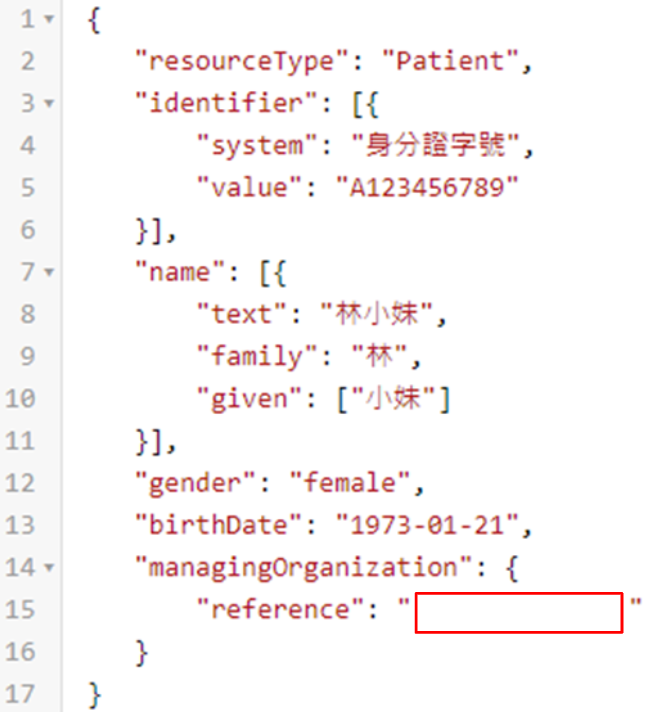 1 {
2 "resourceType": "Patient",
3 "identifier": [{
4 "system": "身分證字號",
5 "value": "A123456789"
6 }],
7 "name": [{
8 "text": "林小妹",
9 "family": "林",
10 "given": ["小妹"]
11 }],
12 "gender": "female",
13 "birthDate": "1973-01-21",
14 "managingOrganization": {
15 "reference": " "
16 }
17 }